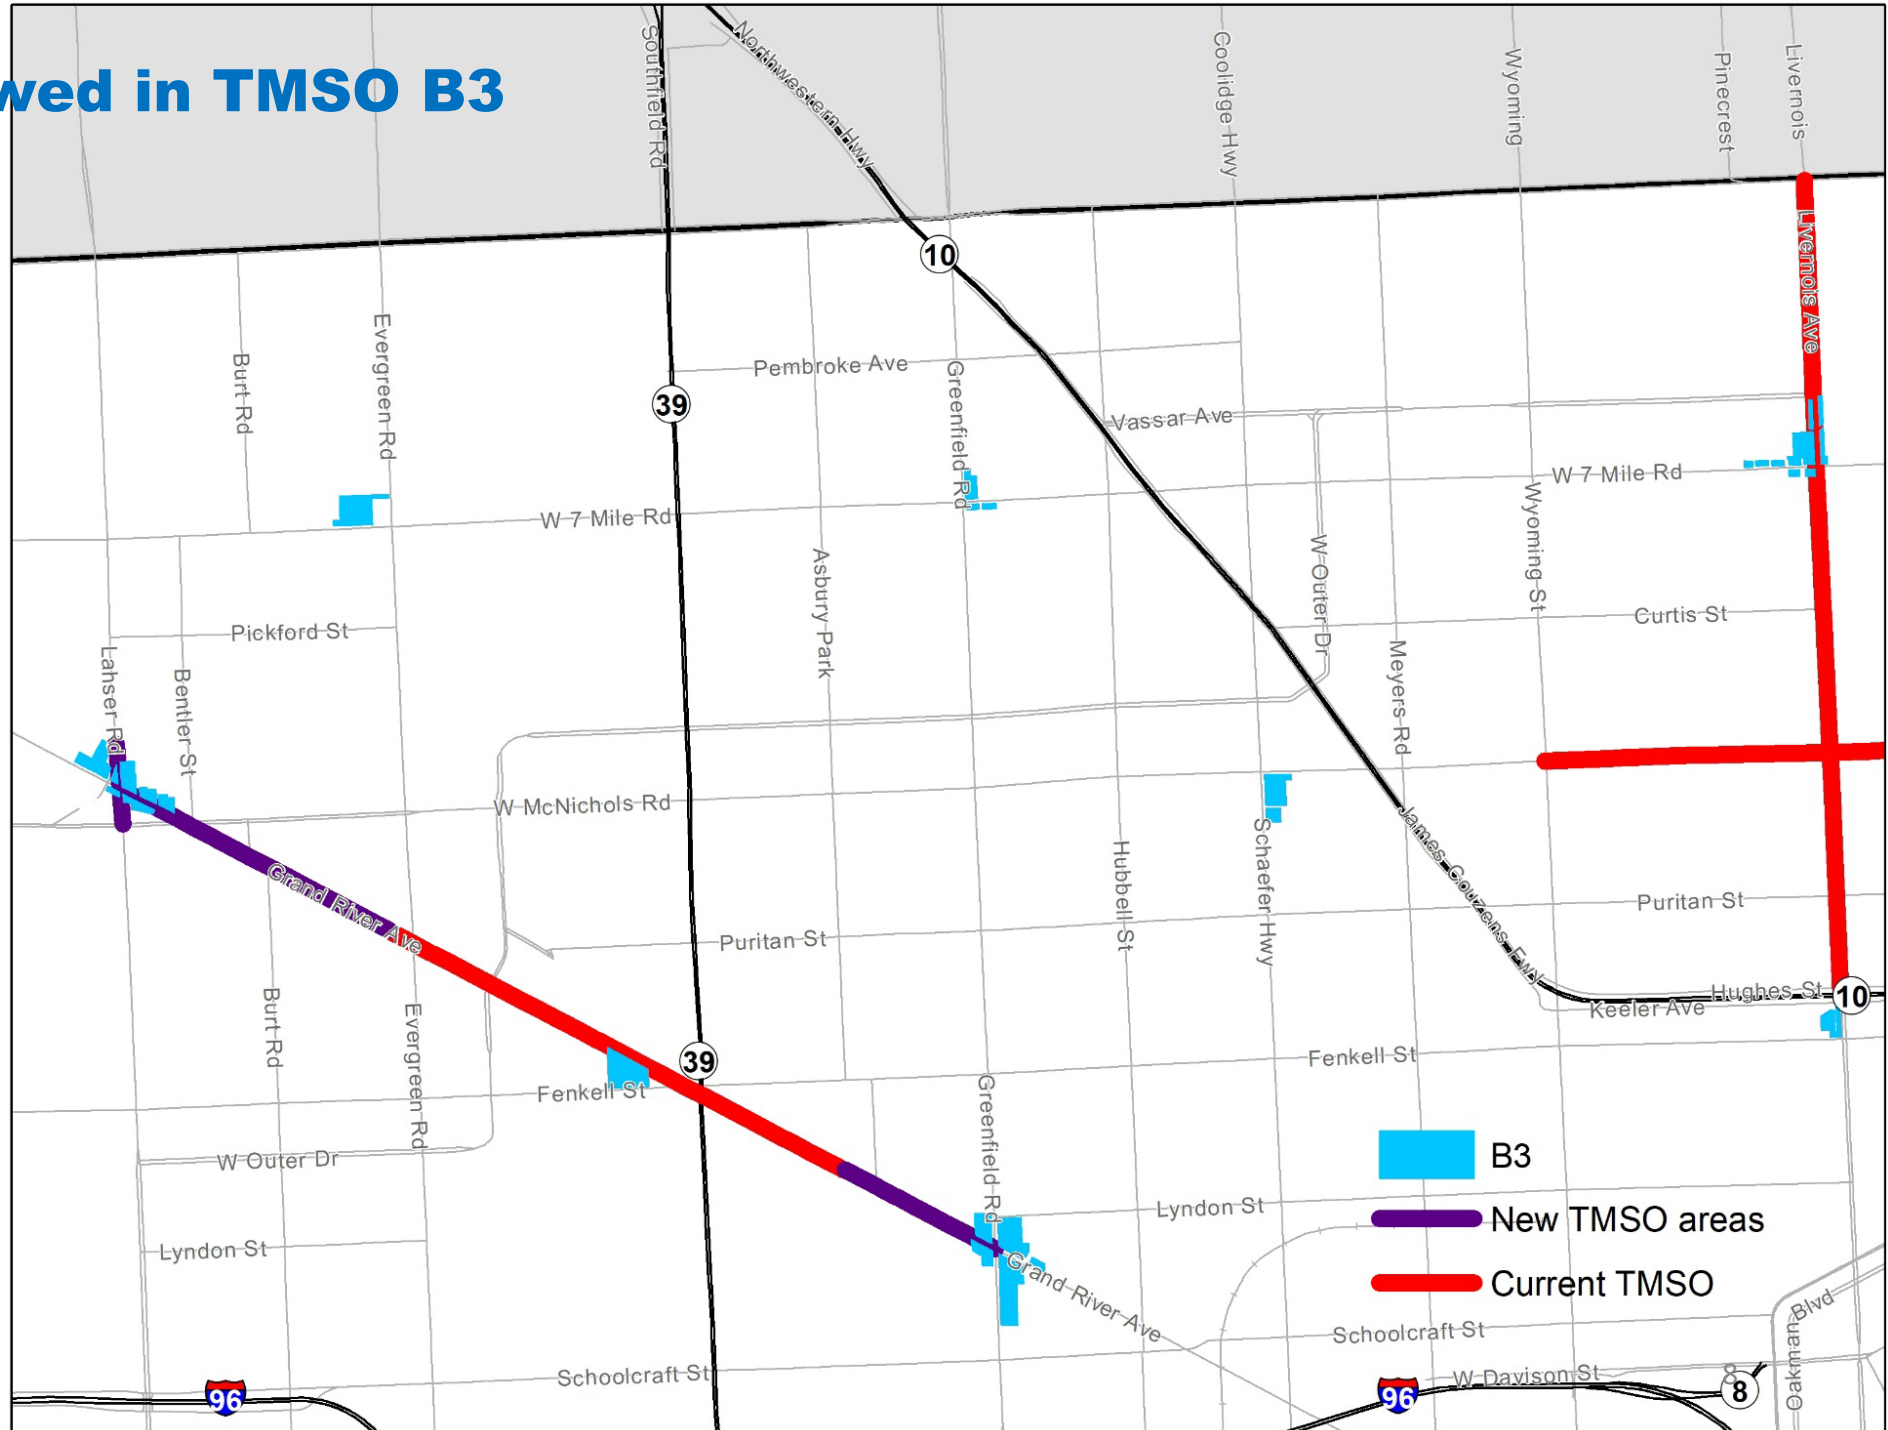 wed in TMSO B3
Southfield Rd
Northwestern Hwy
Coolidge Hwy
Wyoming
Pinecrest
Livernois
10
Livernois Ave
Burt Rd
Evergreen Rd
39
Pembroke Ave
Greenfield Rd
Vassar Ave
W 7 Mile Rd
W 7 Mile Rd
Asbury Park
W Outer Dr
Wyoming St
Curtis St
Pickford St
Lahser Rd
Bentler St
Meyers Rd
W McNichols Rd
Schaefer Hwy
Hubbell St
James Couzens Fwy
Grand River Ave
Puritan St
Puritan St
Burt Rd
Evergreen Rd
39
Hughes St
10
Keeler Ave
Fenkell St
Fenkell St
Greenfield Rd
W Outer Dr
B3
Lyndon St
New TMSO areas
Lyndon St
Grand River Ave
Current TMSO
Schoolcraft St
Blvd
Oakman
Schoolcraft St
W Davison St
8
8
96
96